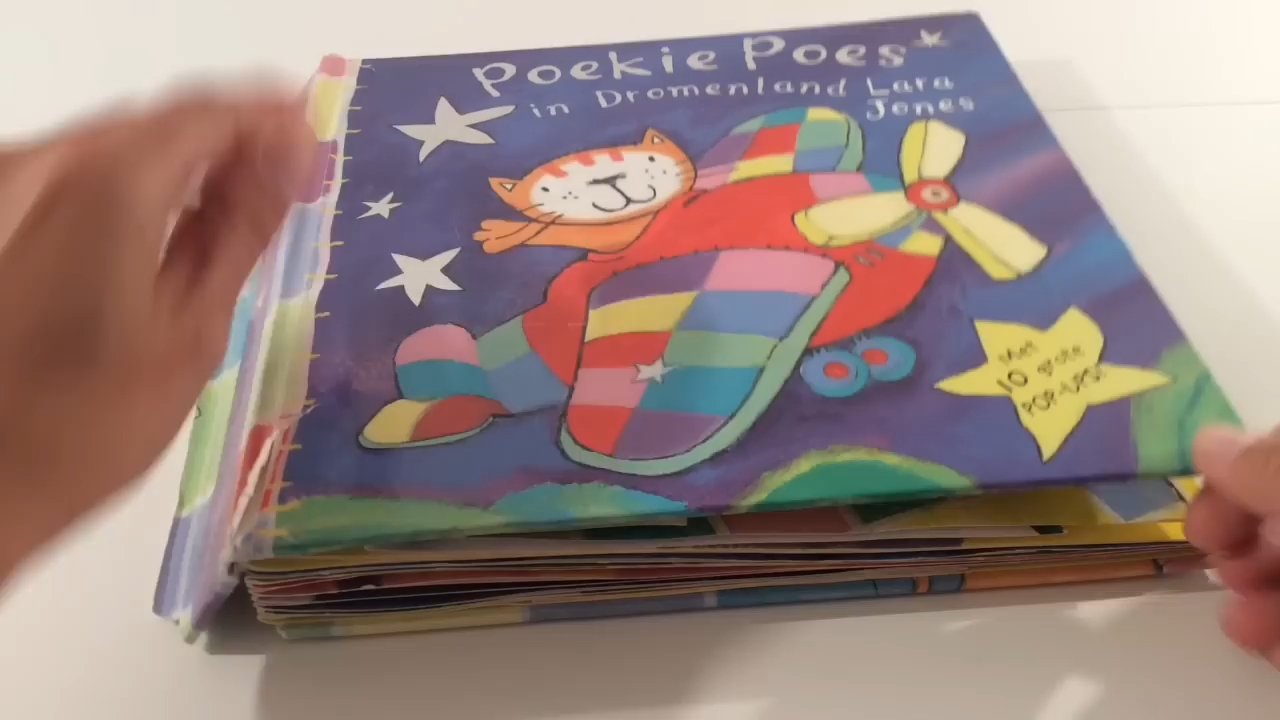 Poekie Poes
in Dromenland Lara
Jones
Met
10 grote
POP-UPS!